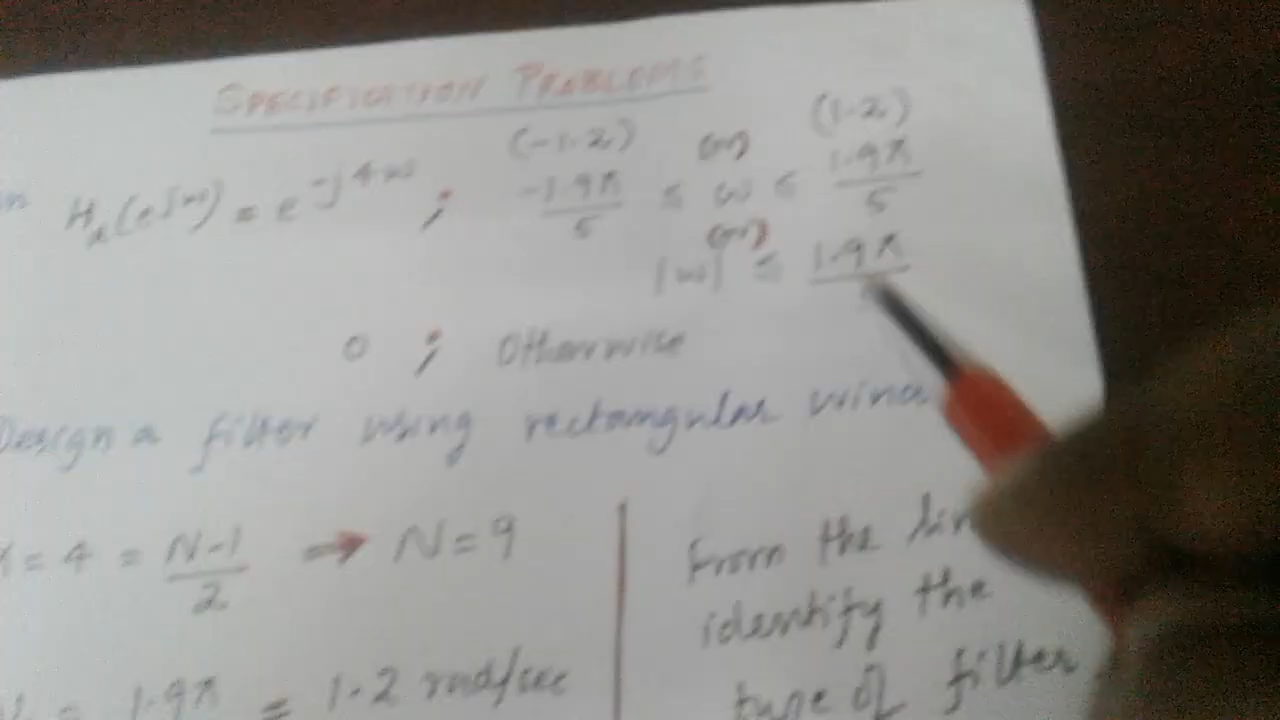 SPECIFICATION PROBLEMS
(-1.2) (or) (1.2)
Hd(e^jω) = e^-j4ω ; -1.9π/5 ≤ ω ≤ 1.9π/5
(or)
|ω| ≤ 1.9π
0 ; Otherwise
Design a filter using rectangular
= 4 = N-1/2 → N = 9
From the
identify the
= 1.9π = 1.2 rad/sec
type of filter